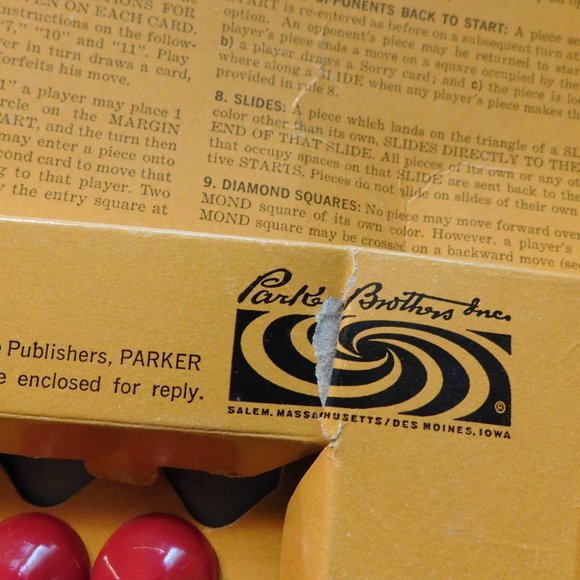 TIONS FOR
TEN ON EACH CARD.
Instructions on the follow-
"7," "10" and "11". Play
er in turn draws a card,
forfeits his move.
1" a player may place 1
rcle on the MARGIN
ART, and the turn then
may enter a piece onto
cond card to move that
g to that player. Two
y the entry square at
OPPONENTS BACK TO START: A piece se
START is re-entered as before on a subsequent turn at
option. An opponent's piece may be returned to star
player's piece ends a move on a square occupied by the
b) a player draws a Sorry card; and c) the piece is lo
where along a SLIDE when any player's piece makes th
provided in rule 8.
8. SLIDES: A piece which lands on the triangle of a SL
color other than its own, SLIDES DIRECTLY TO THE
END OF THAT SLIDE. All pieces of its own or any ot
that occupy spaces on that SLIDE are sent back to the
tive STARTS. Pieces do not slide on slides of their own
9. DIAMOND SQUARES: No piece may move forward over
MOND square of its own color. However, a player's
MOND square may be crossed on a backward move (see
Publishers, PARKER
e enclosed for reply.
Parker Brothers Inc.
®
SALEM, MASSACHUSETTS/DES MOINES, IOWA